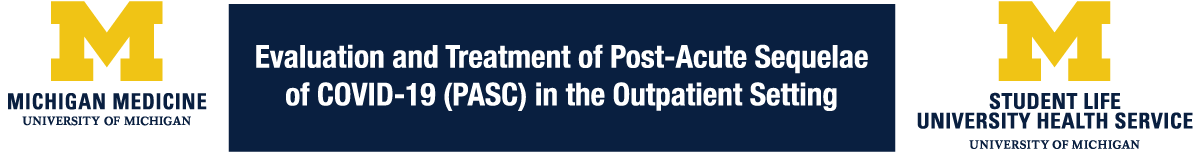 M
MICHIGAN MEDICINE
UNIVERSITY OF MICHIGAN
Evaluation and Treatment of Post-Acute Sequelae
of COVID-19 (PASC) in the Outpatient Setting
M
STUDENT LIFE
UNIVERSITY HEALTH SERVICE
UNIVERSITY OF MICHIGAN